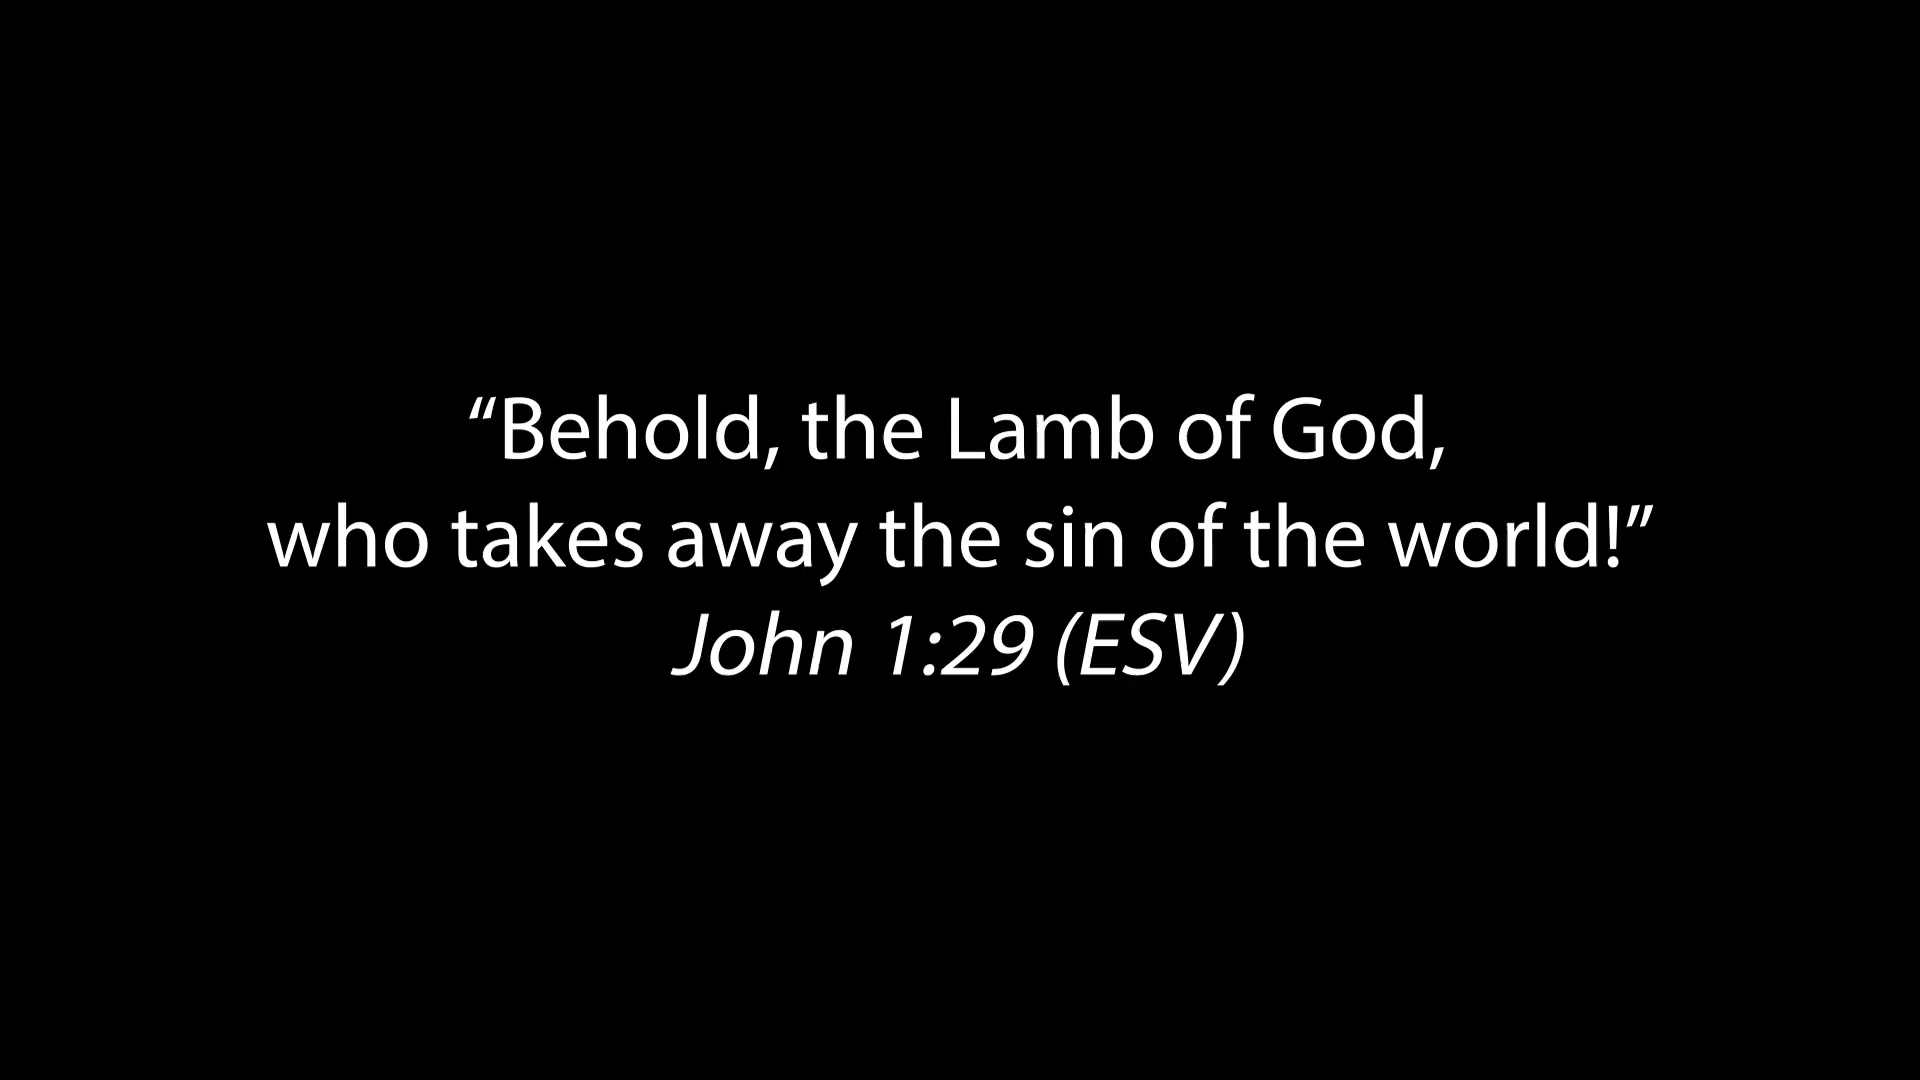 “Behold, the Lamb of God,
who takes away the sin of the world!”
John 1:29 (ESV)